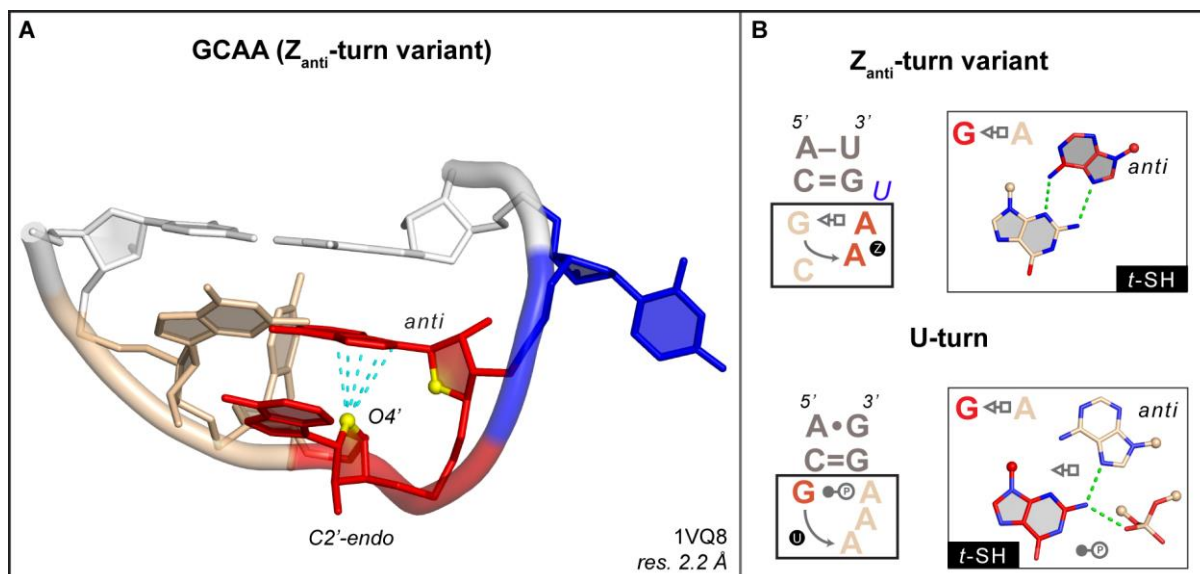 A
GCAA (Zanti-turn variant)
anti
O4'
C2'-endo
1VQ8
res. 2.2 Å
B
Zanti-turn variant
5' 3'
A–U
C=G U
G A
A Z
C
G A
anti
t-SH
U-turn
5' 3'
A•G
C=G
G P A
A
U A
G A
anti
P
t-SH